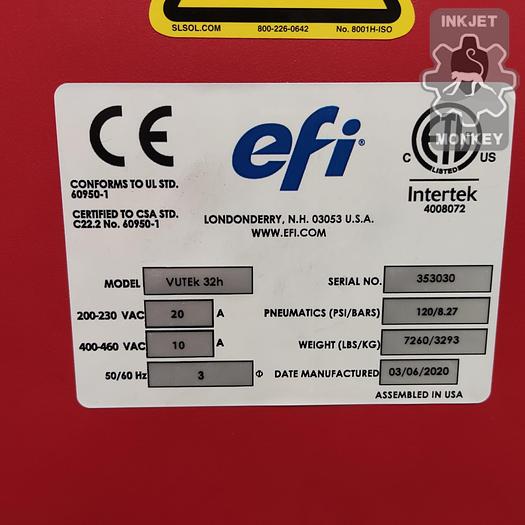 SLSOL.COM 800-226-0642 No. 8001H-ISO
INKJET
MONKEY
CE
efi®
C ETL US
LISTED
CONFORMS TO UL STD.
60950-1
CERTIFIED TO CSA STD.
C22.2 No. 60950-1
Intertek
4008072
LONDONDERRY, N.H. 03053 U.S.A.
WWW.EFI.COM
MODEL VUTEk 32h SERIAL NO. 353030
200-230 VAC 20 A PNEUMATICS (PSI/BARS) 120/8.27
400-460 VAC 10 A WEIGHT (LBS/KG) 7260/3293
50/60 Hz 3 Φ DATE MANUFACTURED 03/06/2020
ASSEMBLED IN USA